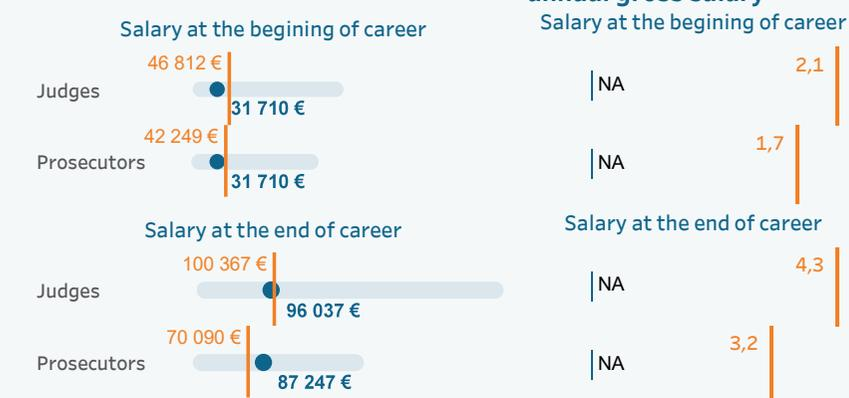 annual gross salary
Salary at the begining of career
Salary at the begining of career
46 812 €
2,1
Judges
NA
31 710 €
42 249 €
1,7
Prosecutors
NA
31 710 €
Salary at the end of career
Salary at the end of career
100 367 €
4,3
Judges
NA
96 037 €
70 090 €
3,2
Prosecutors
NA
87 247 €